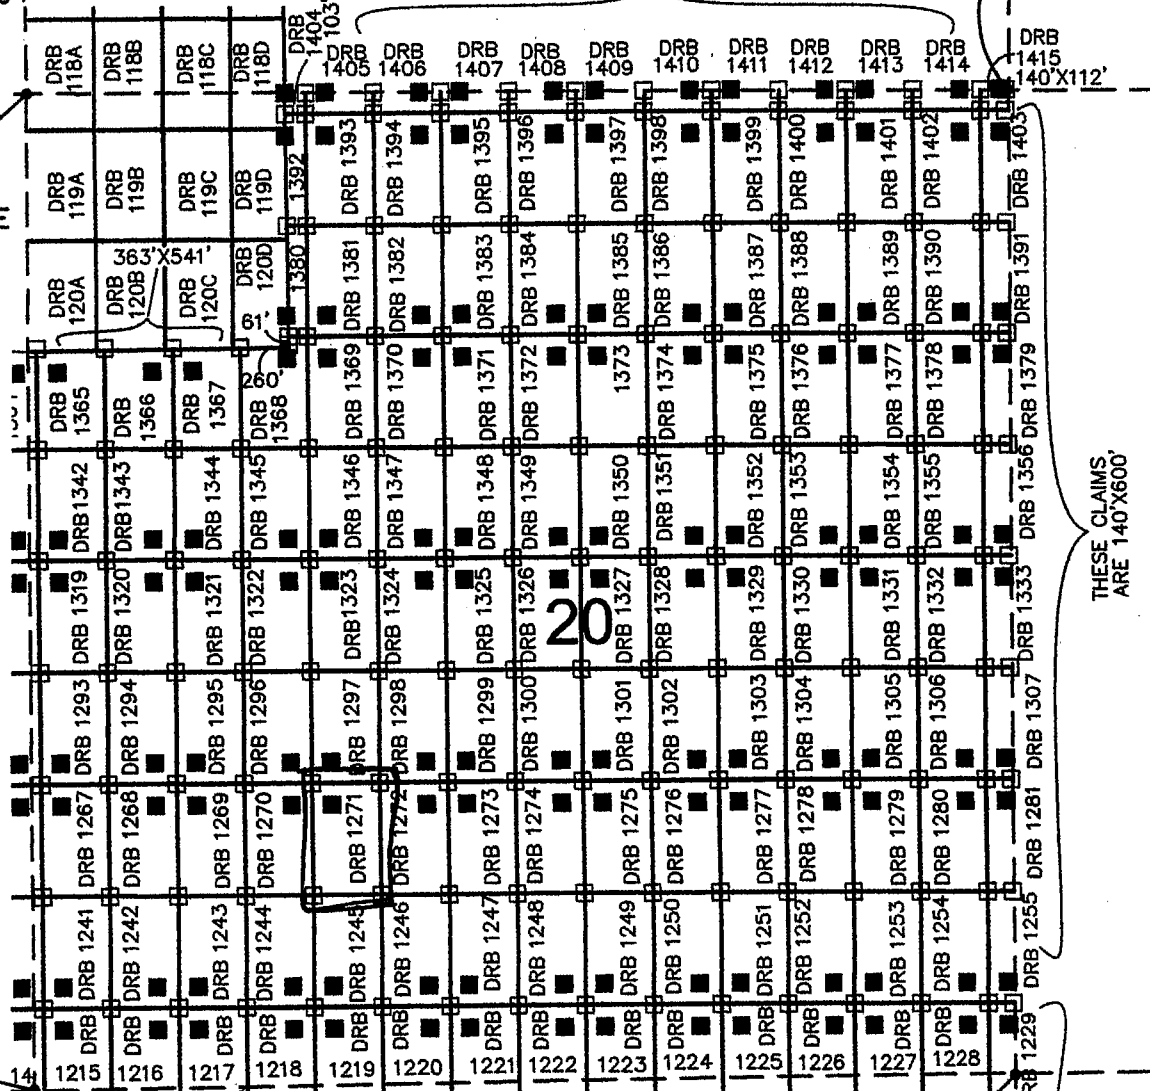 DRB 118A
DRB 118B
DRB 118C
DRB 118D
DRB 1404
103'
DRB 1405
DRB 1406
DRB 1407
DRB 1408
DRB 1409
DRB 1410
DRB 1411
DRB 1412
DRB 1413
DRB 1414
DRB 1415
140'X112'
DRB 119A
DRB 119B
DRB 119C
DRB 119D
1392
DRB 1393
DRB 1394
DRB 1395
DRB 1396
DRB 1397
DRB 1398
DRB 1399
DRB 1400
DRB 1401
DRB 1402
DRB 1403
363'X541'
DRB 120A
DRB 120B
DRB 120C
DRB 120D
1380
DRB 1381
DRB 1382
DRB 1383
DRB 1384
DRB 1385
DRB 1386
DRB 1387
DRB 1388
DRB 1389
DRB 1390
DRB 1391
61'
260'
DRB 1365
DRB 1366
DRB 1367
DRB 1368
DRB 1369
DRB 1370
DRB 1371
DRB 1372
1373
DRB 1374
DRB 1375
DRB 1376
DRB 1377
DRB 1378
DRB 1379
DRB 1342
DRB 1343
DRB 1344
DRB 1345
DRB 1346
DRB 1347
DRB 1348
DRB 1349
DRB 1350
DRB 1351
DRB 1352
DRB 1353
DRB 1354
DRB 1355
DRB 1356
THESE CLAIMS
ARE 140'X600'
DRB 1319
DRB 1320
DRB 1321
DRB 1322
DRB 1323
DRB 1324
DRB 1325
DRB 1326
20
DRB 1327
DRB 1328
DRB 1329
DRB 1330
DRB 1331
DRB 1332
DRB 1333
DRB 1293
DRB 1294
DRB 1295
DRB 1296
DRB 1297
DRB 1298
DRB 1299
DRB 1300
DRB 1301
DRB 1302
DRB 1303
DRB 1304
DRB 1305
DRB 1306
DRB 1307
DRB 1267
DRB 1268
DRB 1269
DRB 1270
DRB 1271
DRB 1272
DRB 1273
DRB 1274
DRB 1275
DRB 1276
DRB 1277
DRB 1278
DRB 1279
DRB 1280
DRB 1281
DRB 1241
DRB 1242
DRB 1243
DRB 1244
DRB 1245
DRB 1246
DRB 1247
DRB 1248
DRB 1249
DRB 1250
DRB 1251
DRB 1252
DRB 1253
DRB 1254
DRB 1255
DRB 1215
DRB 1216
DRB 1217
DRB 1218
DRB 1219
DRB 1220
DRB 1221
DRB 1222
DRB 1223
DRB 1224
DRB 1225
DRB 1226
DRB 1227
DRB 1228
RB 1229